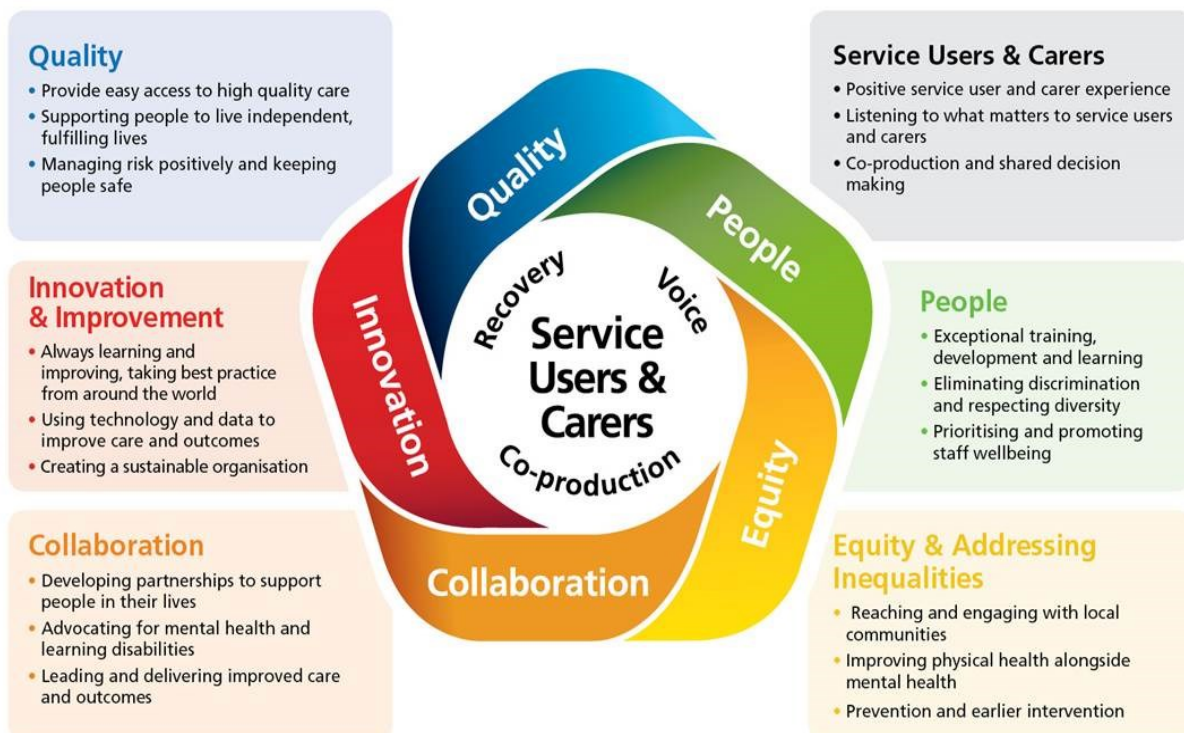 Quality
• Provide easy access to high quality care
• Supporting people to live independent,
fulfilling lives
• Managing risk positively and keeping
people safe
Innovation
& Improvement
• Always learning and
improving, taking best practice
from around the world
• Using technology and data to
improve care and outcomes
• Creating a sustainable organisation
Collaboration
• Developing partnerships to support
people in their lives
• Advocating for mental health and
learning disabilities
• Leading and delivering improved care
and outcomes
Quality
People
Equity
Collaboration
Innovation
Recovery
Voice
Service
Users &
Carers
Co-production
Service Users & Carers
• Positive service user and carer experience
• Listening to what matters to service users
and carers
• Co-production and shared decision
making
People
• Exceptional training,
development and learning
• Eliminating discrimination
and respecting diversity
• Prioritising and promoting
staff wellbeing
Equity & Addressing
Inequalities
• Reaching and engaging with local
communities
• Improving physical health alongside
mental health
• Prevention and earlier intervention